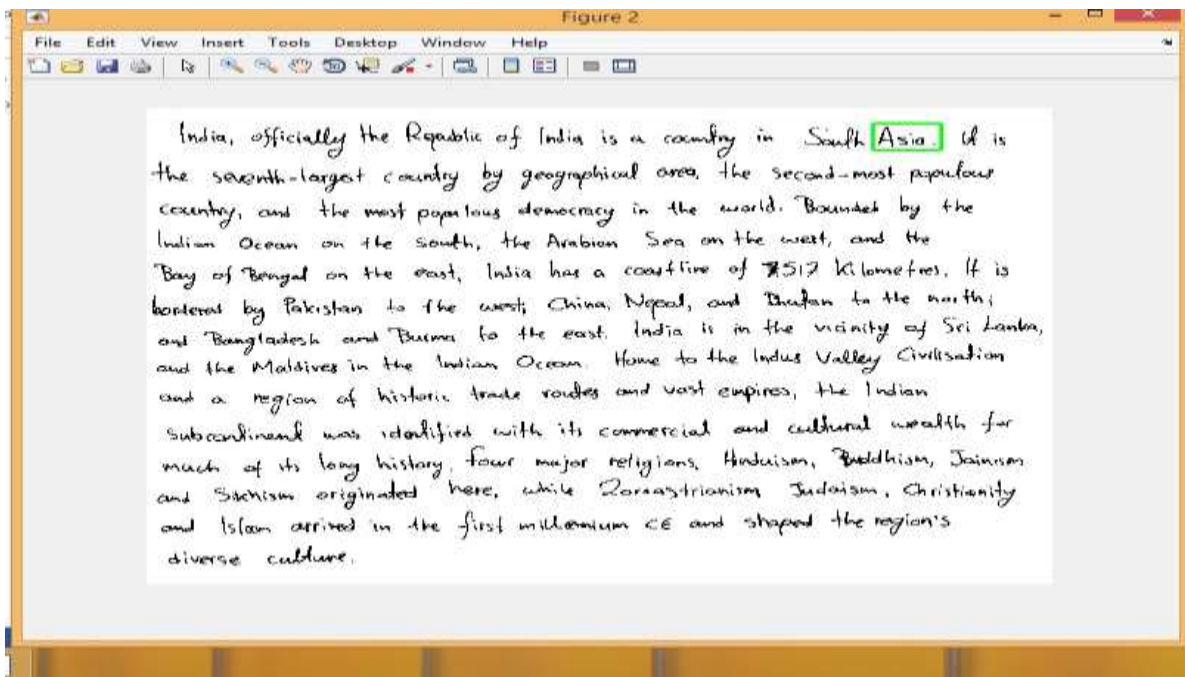 Figure 2
File Edit View Insert Tools Desktop Window Help
India, officially the Republic of India is a country in South Asia. It is
the seventh-largest country by geographical area, the second-most populous
country, and the most populous democracy in the world. Bounded by the
Indian Ocean on the south, the Arabian Sea on the west, and the
Bay of Bengal on the east, India has a coastline of 7517 kilometres. It is
bordered by Pakistan to the west; China, Nepal, and Bhutan to the north;
and Bangladesh and Burma to the east. India is in the vicinity of Sri Lanka,
and the Maldives in the Indian Ocean. Home to the Indus Valley Civilisation
and a region of historic trade routes and vast empires, the Indian
subcontinent was identified with its commercial and cultural wealth for
much of its long history. four major religions, Hinduism, Buddhism, Jainism
and Sikhism originated here, while Zoroastrianism Judaism, Christianity
and Islam arrived in the first millennium CE and shaped the region's
diverse culture.